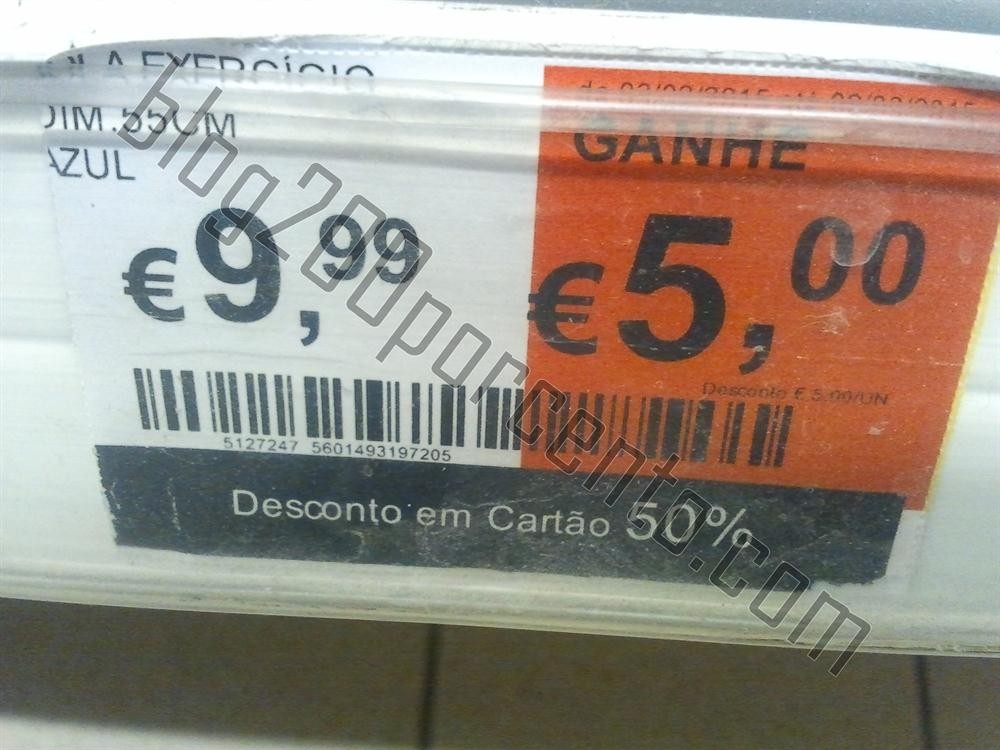 EXERCÍCIO
55CM
AZUL
€9,99
GANHE
€5,00
Desconto € 5.00/UN
5127247 5601493197205
Desconto em Cartão 50%
blog200porcento.com